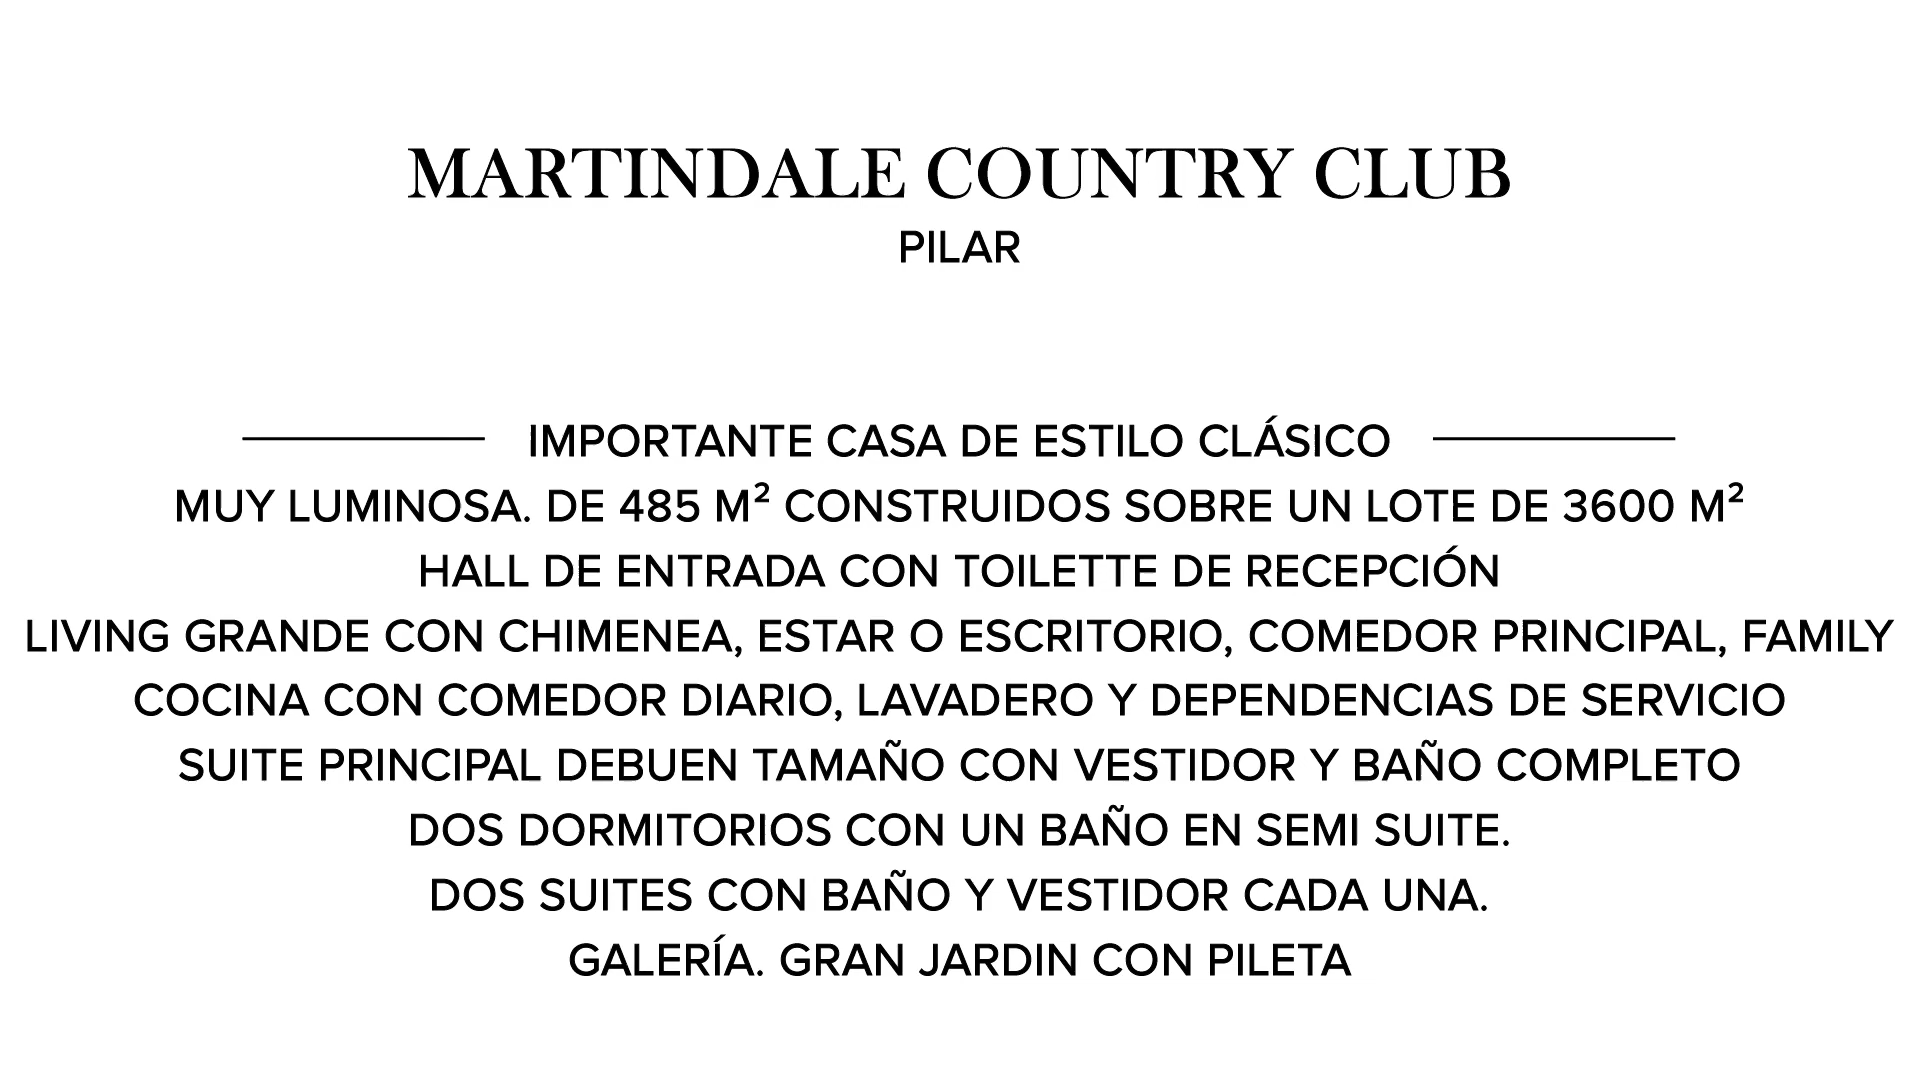 MARTINDALE COUNTRY CLUB
PILAR
IMPORTANTE CASA DE ESTILO CLÁSICO
MUY LUMINOSA. DE 485 M² CONSTRUIDOS SOBRE UN LOTE DE 3600 M²
HALL DE ENTRADA CON TOILETTE DE RECEPCIÓN
LIVING GRANDE CON CHIMENEA, ESTAR O ESCRITORIO, COMEDOR PRINCIPAL, FAMILY
COCINA CON COMEDOR DIARIO, LAVADERO Y DEPENDENCIAS DE SERVICIO
SUITE PRINCIPAL DEBUEN TAMAÑO CON VESTIDOR Y BAÑO COMPLETO
DOS DORMITORIOS CON UN BAÑO EN SEMI SUITE.
DOS SUITES CON BAÑO Y VESTIDOR CADA UNA.
GALERÍA. GRAN JARDIN CON PILETA